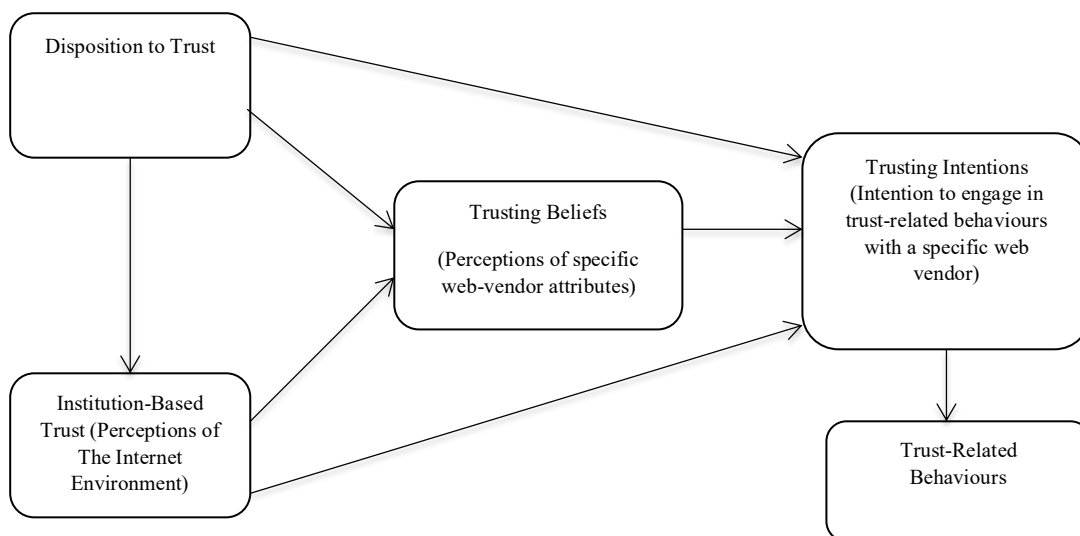 Disposition to Trust
Trusting Intentions
(Intention to engage in
trust-related behaviours
with a specific web
vendor)
Trusting Beliefs
(Perceptions of specific
web-vendor attributes)
Institution-Based
Trust (Perceptions of
The Internet
Environment)
Trust-Related
Behaviours